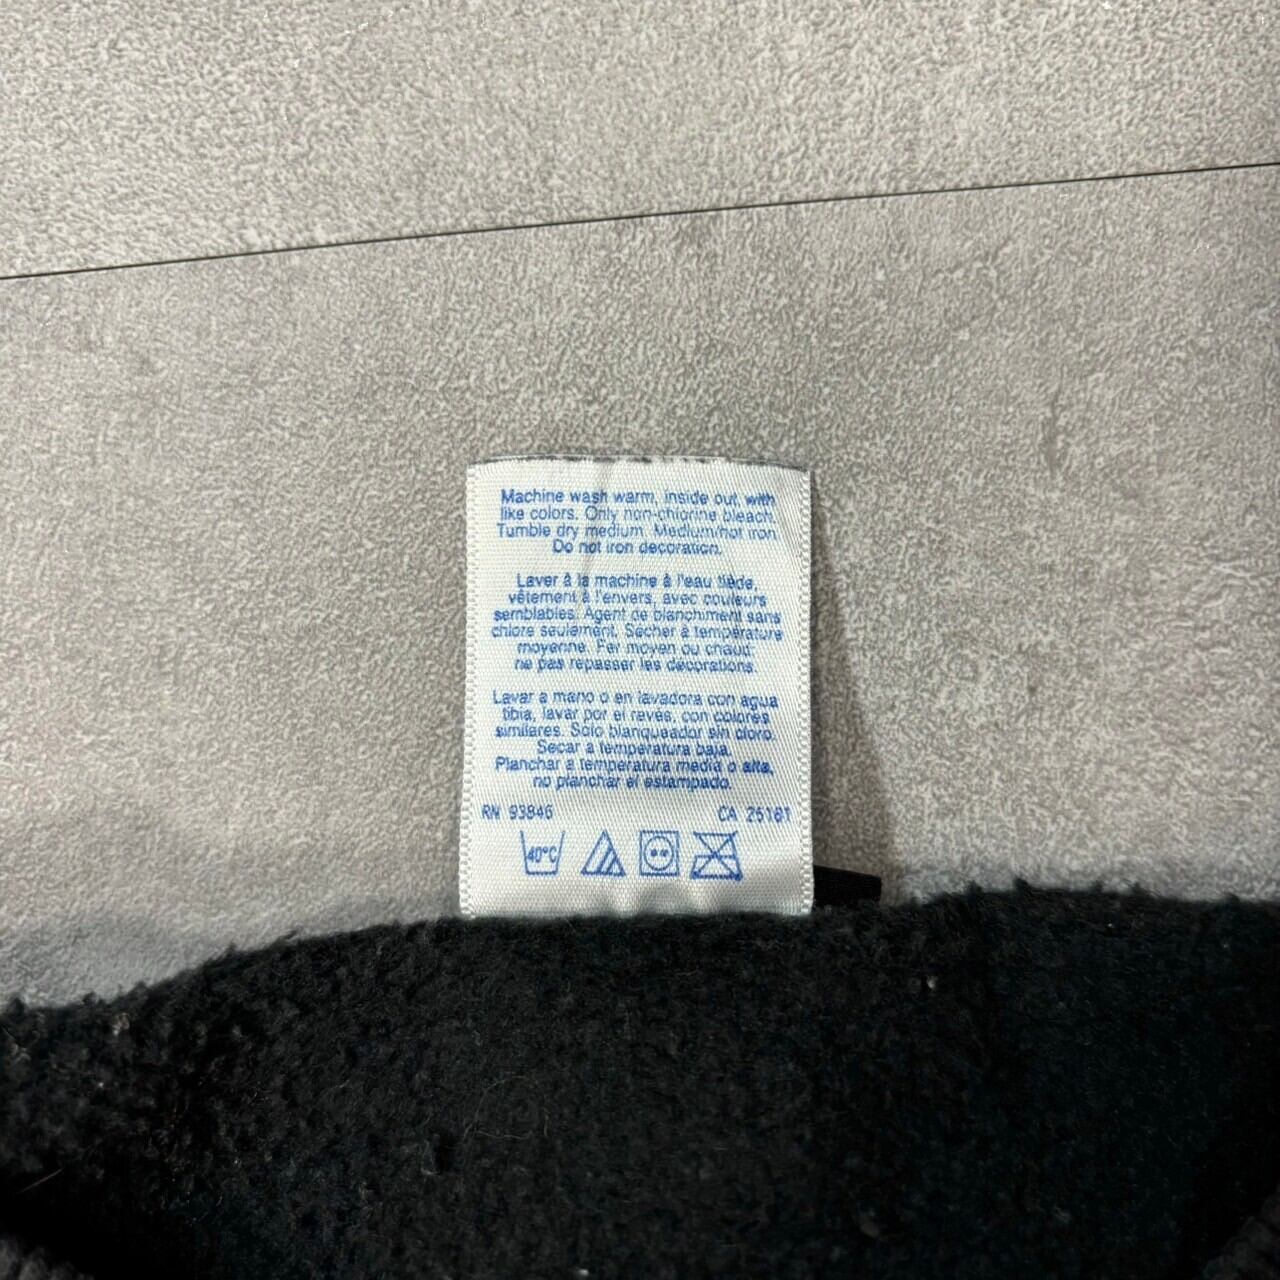 Machine wash warm, inside out, with
like colors. Only non-chlorine bleach.
Tumble dry medium. Medium/hot iron.
Do not iron decoration.
Laver à la machine à l'eau tiède,
vêtement à l'envers, avec couleurs
semblables. Agent de blanchiment sans
chlore seulement. Sécher à température
moyenne. Fer moyen ou chaud:
ne pas repasser les décorations.
Lavar a mano o en lavadora con agua
tibia, lavar por el revés, con colores
similares. Sólo blanqueador sin cloro.
Secar a temperatura baja.
Planchar a temperatura media o alta,
no planchar el estampado.
RN 93846 CA 25181
40°C